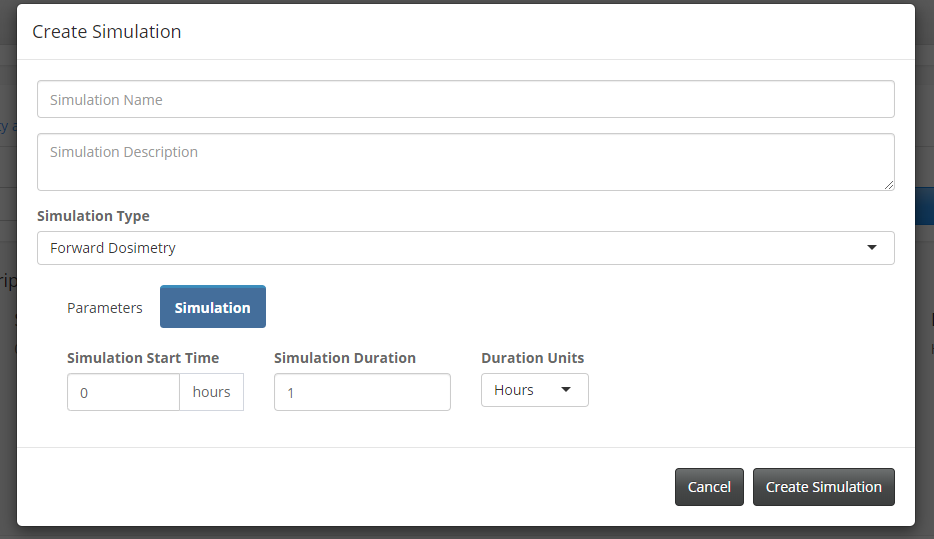 Create Simulation
Simulation Name
Simulation Description
Simulation Type
Forward Dosimetry
Parameters Simulation
Simulation Start Time Simulation Duration Duration Units
0 hours 1 Hours
Cancel Create Simulation